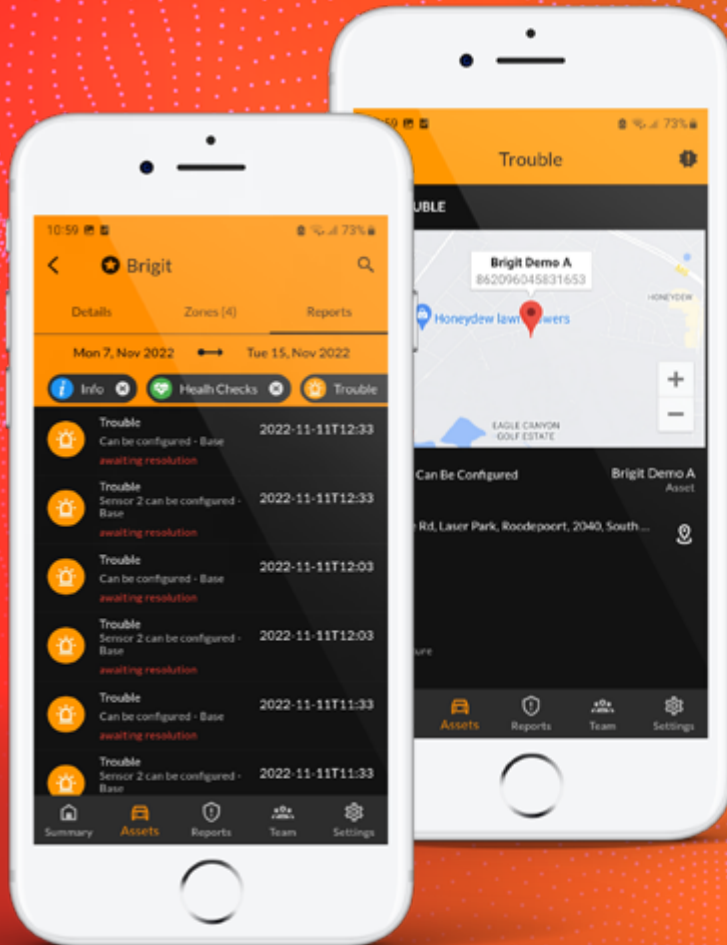 10:59
73%
Brigit
Details
Zones (4)
Reports
Mon 7, Nov 2022
Tue 15, Nov 2022
Info
Healh Checks
Trouble
Trouble
Can be configured - Base
awaiting resolution
2022-11-11T12:33
Trouble
Sensor 2 can be configured -
Base
awaiting resolution
2022-11-11T12:33
Trouble
Can be configured - Base
awaiting resolution
2022-11-11T12:03
Trouble
Sensor 2 can be configured -
Base
awaiting resolution
2022-11-11T12:03
Trouble
Can be configured - Base
awaiting resolution
2022-11-11T11:33
Trouble
Sensor 2 can be configured -
Base
2022-11-11T11:33
Summary
Assets
Reports
Team
Settings
59
73%
Trouble
UBLE
Brigit Demo A
862096045831653
HONEYDEW
Honeydew lawn
wers
+
−
EAGLE CANYON
GOLF ESTATE
Can Be Configured
Brigit Demo A
Asset
Rd, Laser Park, Roodepoort, 2040, South ...
ure
Assets
Reports
Team
Settings